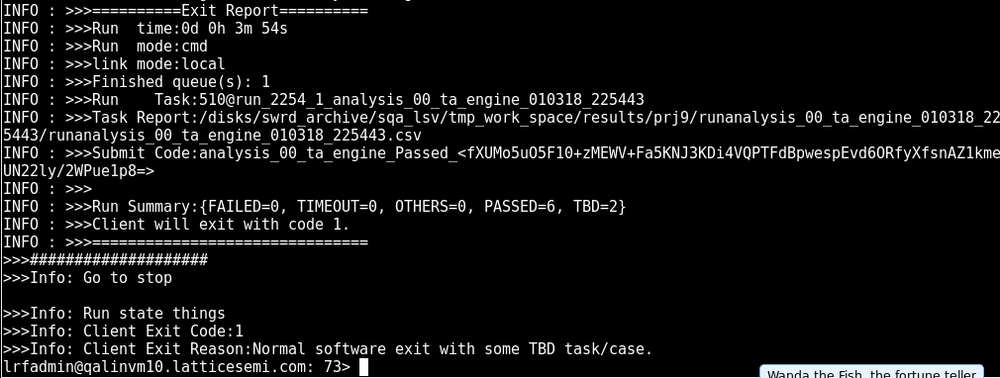 INFO : >>>==========Exit Report==========
INFO : >>>Run  time:0d 0h 3m 54s
INFO : >>>Run  mode:cmd
INFO : >>>link mode:local
INFO : >>>Finished queue(s): 1
INFO : >>>Run    Task:510@run_2254_1_analysis_00_ta_engine_010318_225443
INFO : >>>Task Report:/disks/swrd_archive/sqa_lsv/tmp_work_space/results/prj9/runanalysis_00_ta_engine_010318_22
5443/runanalysis_00_ta_engine_010318_225443.csv
INFO : >>>Submit Code:analysis_00_ta_engine_Passed_<fXUMo5uO5F10+zMEWV+Fa5KNJ3KDi4VQPTFdBpwespEvd6ORfyXfsnAZ1kme
UN22ly/2WPue1p8=>
INFO : >>>
INFO : >>>Run Summary:{FAILED=0, TIMEOUT=0, OTHERS=0, PASSED=6, TBD=2}
INFO : >>>Client will exit with code 1.
INFO : >>>===============================
>>>####################
>>>Info: Go to stop
>>>Info: Run state things
>>>Info: Client Exit Code:1
>>>Info: Client Exit Reason:Normal software exit with some TBD task/case.
lrfadmin@qalinvm10.latticesemi.com: 73>
Wanda the Fish, the fortune teller